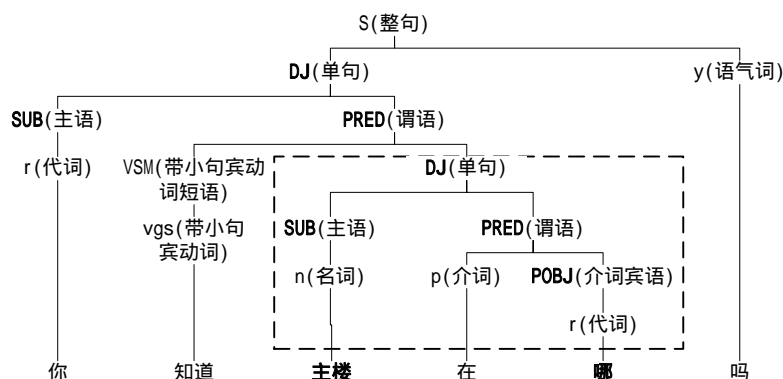 S(整句)
DJ(单句)
y(语气词)
SUB(主语)
PRED(谓语)
r(代词)
VSM(带小句宾动
词短语)
DJ(单句)
vgs(带小句
宾动词)
SUB(主语)
PRED(谓语)
n(名词)
p(介词)
POBJ(介词宾语)
r(代词)
你 知道 主楼 在 哪 吗